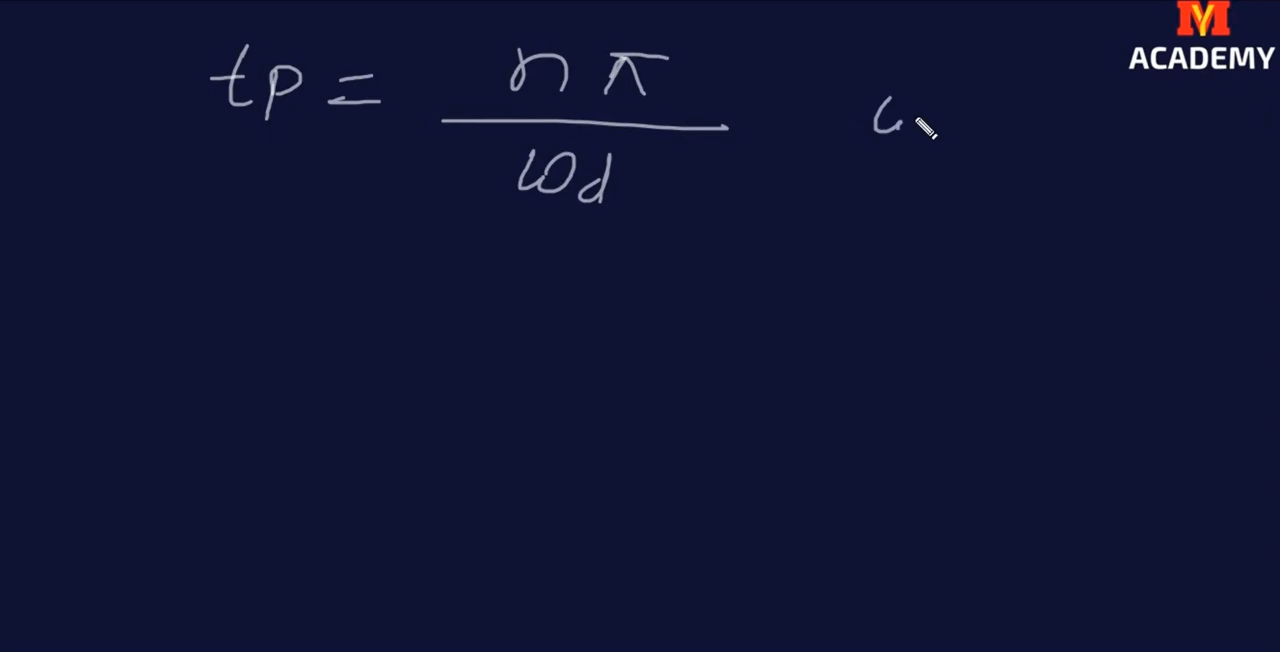 M
ACADEMY
tp = nπ / ωd